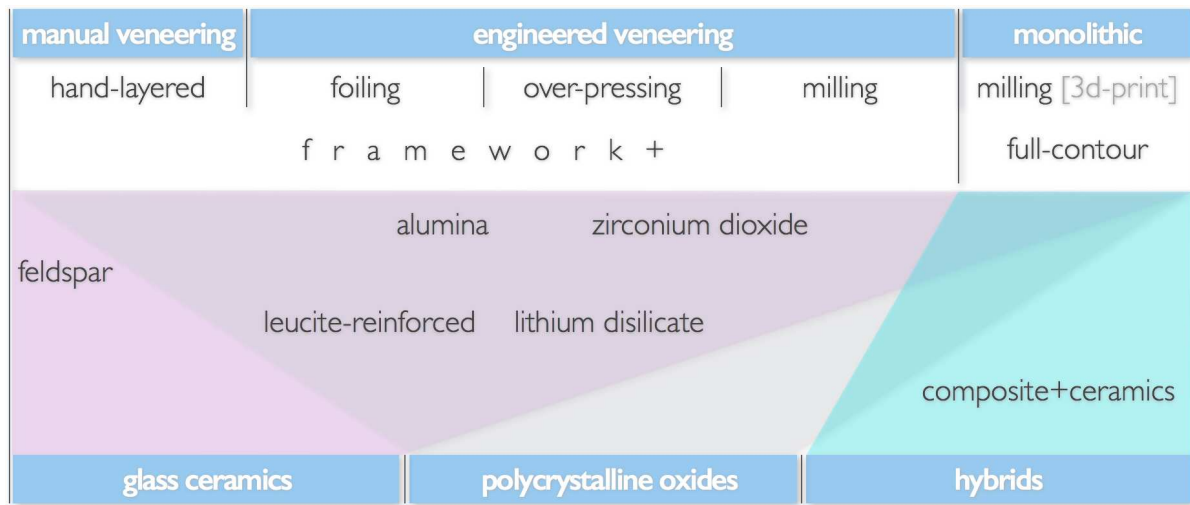 manual veneering engineered veneering monolithic
hand-layered foiling over-pressing milling milling [3d-print]
framework+ full-contour
alumina zirconium dioxide
feldspar
leucite-reinforced lithium disilicate
composite+ceramics
glass ceramics polycrystalline oxides hybrids